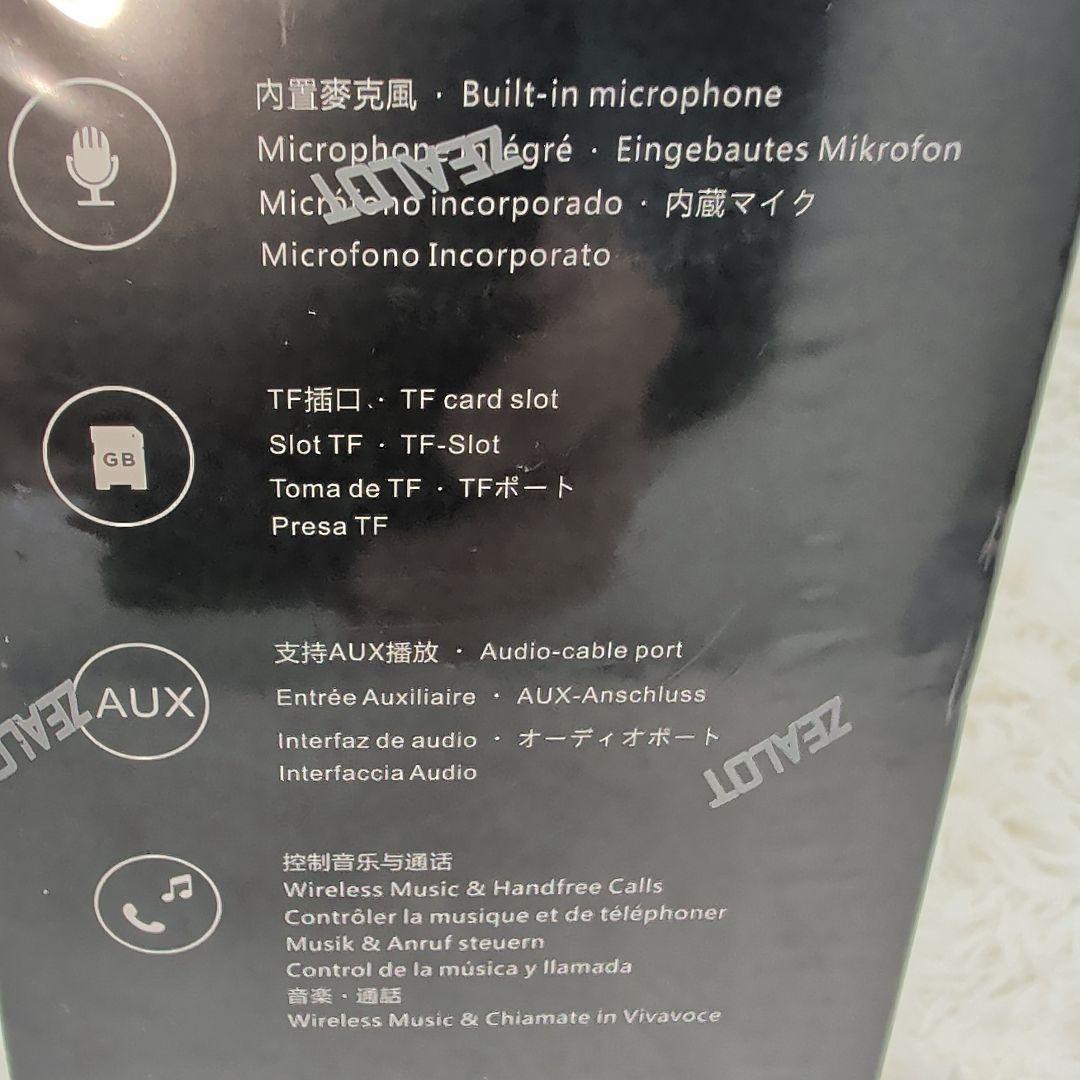 内置麥克風 · Built-in microphone
Microphone intégré · Eingebautes Mikrofon
Micrófono incorporado · 内蔵マイク
Microfono Incorporato
ZEALOT
TF插口 · TF card slot
GB
Slot TF · TF-Slot
Toma de TF · TFポート
Presa TF
支持AUX播放 · Audio-cable port
AUX
Entrée Auxiliaire · AUX-Anschluss
Interfaz de audio · オーディオポート
Interfaccia Audio
ZEALOT
ZEALOT
控制音乐与通话
Wireless Music & Handfree Calls
Contrôler la musique et de téléphoner
Musik & Anruf steuern
Control de la música y llamada
音楽 · 通話
Wireless Music & Chiamate in Vivavoce